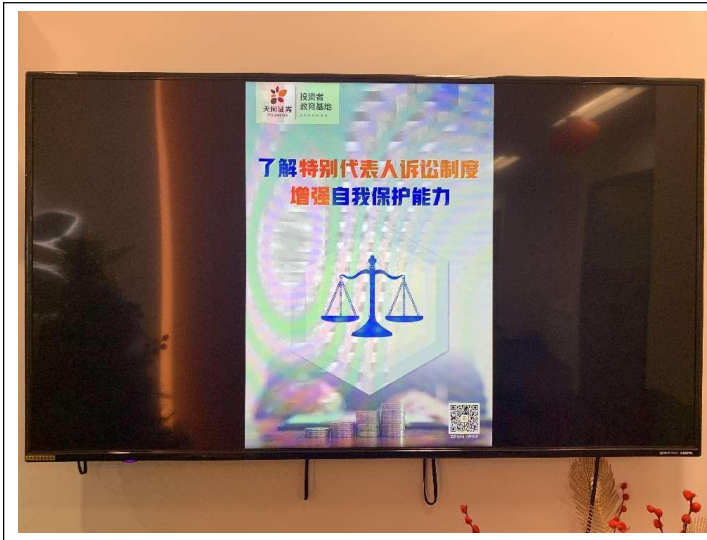 天风证券
投资者
教育基地
了解特别代表人诉讼制度
增强自我保护能力